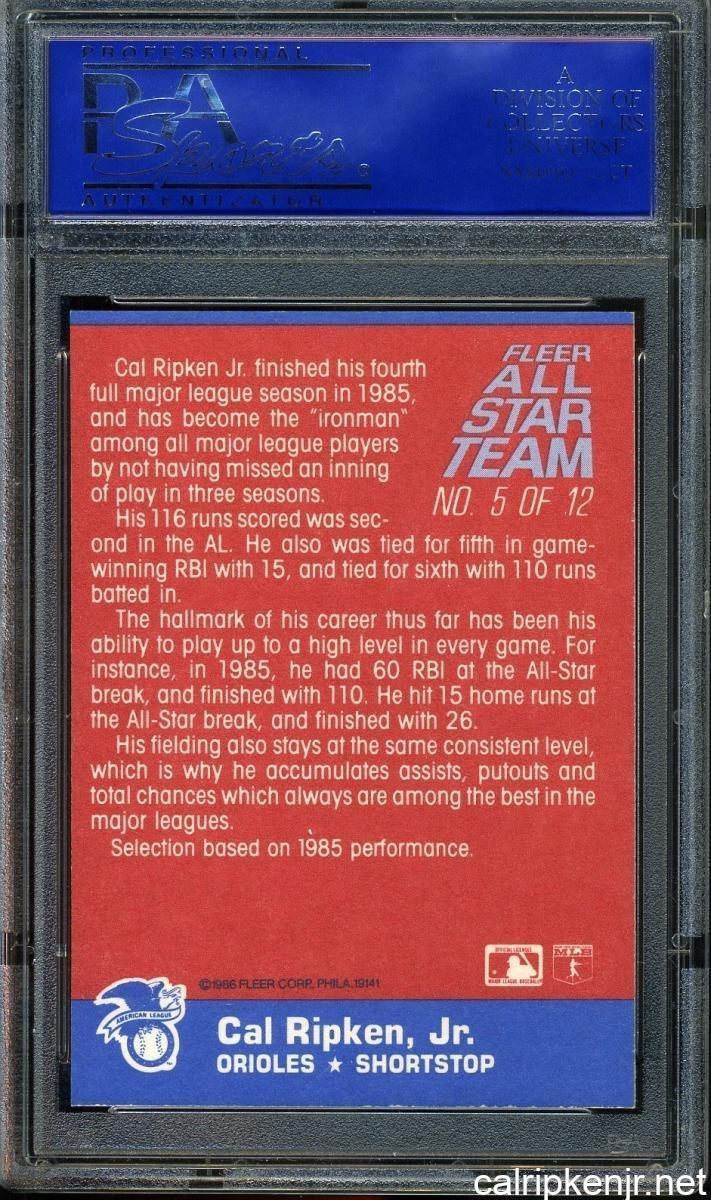 PROFESSIONAL
PSA
Sports
AUTHENTICATOR
A
DIVISION OF
COLLECTORS
UNIVERSE
Cal Ripken Jr. finished his fourth
full major league season in 1985,
and has become the "ironman"
among all major league players
by not having missed an inning
of play in three seasons.
FLEER
ALL
STAR
TEAM
NO. 5 OF 12
His 116 runs scored was sec-
ond in the AL. He also was tied for fifth in game-
winning RBI with 15, and tied for sixth with 110 runs
batted in.
The hallmark of his career thus far has been his
ability to play up to a high level in every game. For
instance, in 1985, he had 60 RBI at the All-Star
break, and finished with 110. He hit 15 home runs at
the All-Star break, and finished with 26.
His fielding also stays at the same consistent level,
which is why he accumulates assists, putouts and
total chances which always are among the best in the
major leagues.
Selection based on 1985 performance.
OFFICIAL LICENSEE
MAJOR LEAGUE BASEBALL
MLB
©1986 FLEER CORP., PHILA. 19141
AMERICAN LEAGUE
Cal Ripken, Jr.
ORIOLES ★ SHORTSTOP
PSA
calripkenjr.net